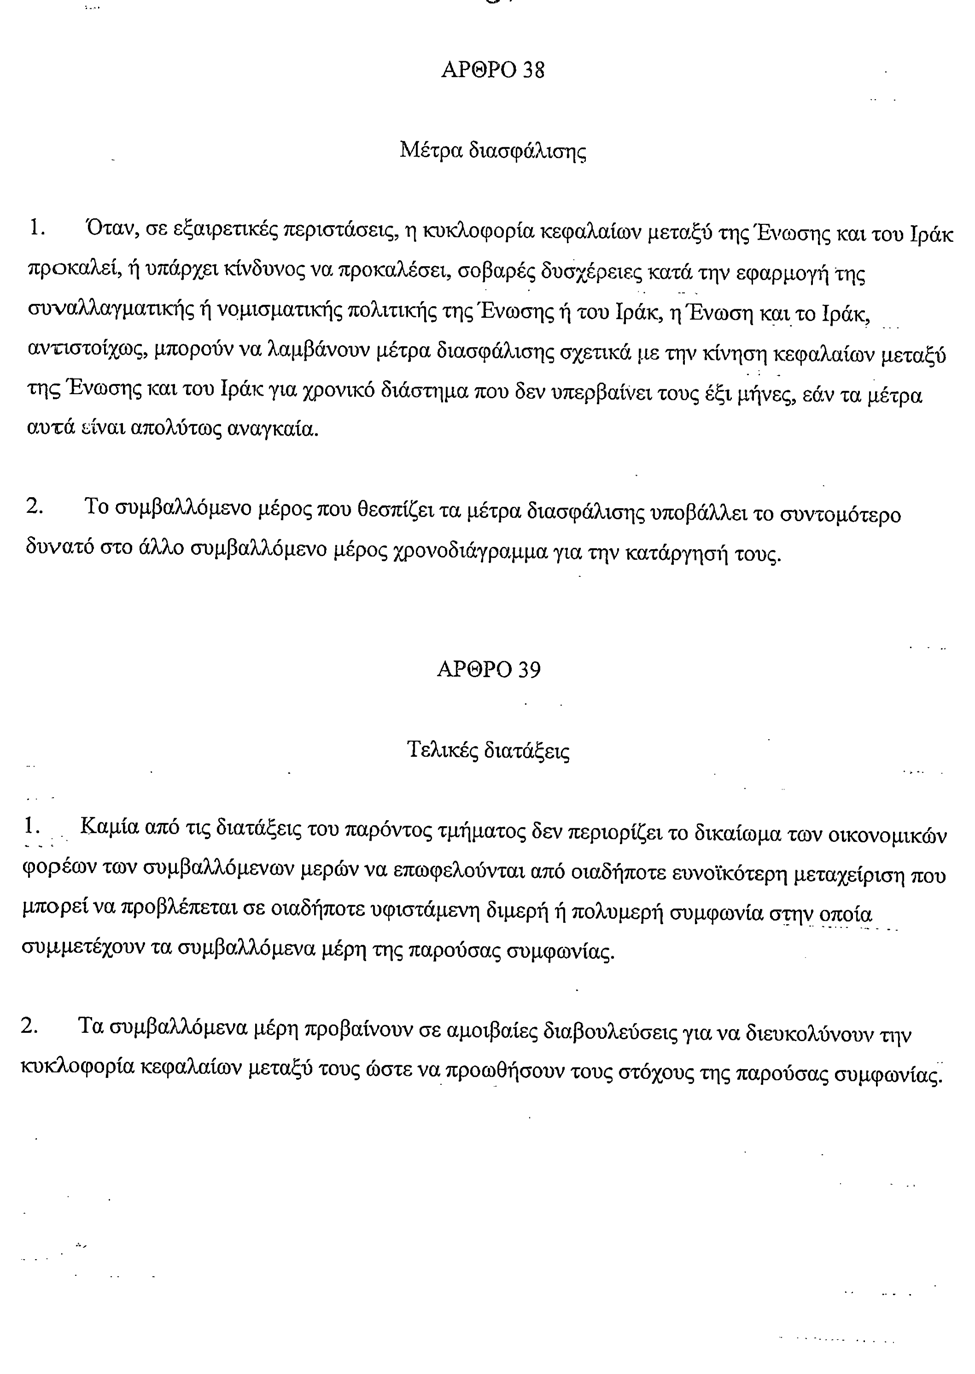 ΑΡΘΡΟ 38
Μέτρα διασφάλισης
1. Όταν, σε εξαιρετικές περιστάσεις, η κυκλοφορία κεφαλαίων μεταξύ της Ένωσης και του Ιράκ
προκαλεί, ή υπάρχει κίνδυνος να προκαλέσει, σοβαρές δυσχέρειες κατά την εφαρμογή της
συναλλαγματικής ή νομισματικής πολιτικής της Ένωσης ή του Ιράκ, η Ένωση και το Ιράκ,
αντιστοίχως, μπορούν να λαμβάνουν μέτρα διασφάλισης σχετικά με την κίνηση κεφαλαίων μεταξύ
της Ένωσης και του Ιράκ για χρονικό διάστημα που δεν υπερβαίνει τους έξι μήνες, εάν τα μέτρα
αυτά είναι απολύτως αναγκαία.
2. Το συμβαλλόμενο μέρος που θεσπίζει τα μέτρα διασφάλισης υποβάλλει το συντομότερο
δυνατό στο άλλο συμβαλλόμενο μέρος χρονοδιάγραμμα για την κατάργησή τους.
ΑΡΘΡΟ 39
Τελικές διατάξεις
1. Καμία από τις διατάξεις του παρόντος τμήματος δεν περιορίζει το δικαίωμα των οικονομικών
φορέων των συμβαλλόμενων μερών να επωφελούνται από οιαδήποτε ευνοϊκότερη μεταχείριση που
μπορεί να προβλέπεται σε οιαδήποτε υφιστάμενη διμερή ή πολυμερή συμφωνία στην οποία
συμμετέχουν τα συμβαλλόμενα μέρη της παρούσας συμφωνίας.
2. Τα συμβαλλόμενα μέρη προβαίνουν σε αμοιβαίες διαβουλεύσεις για να διευκολύνουν την
κυκλοφορία κεφαλαίων μεταξύ τους ώστε να προωθήσουν τους στόχους της παρούσας συμφωνίας.